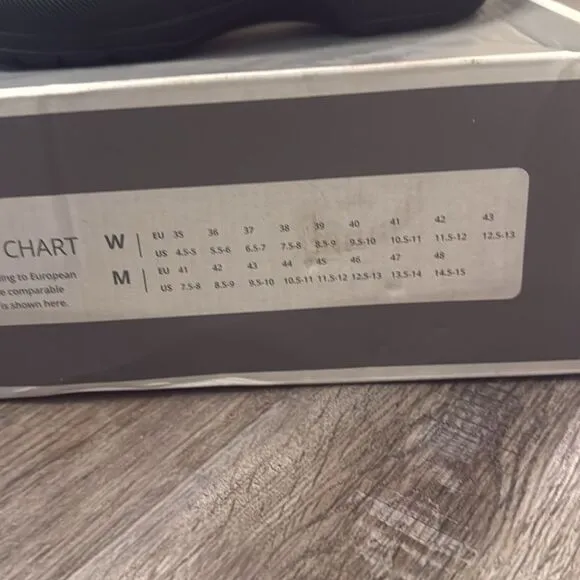 CHART
ing to European
e comparable
is shown here.
W EU 35 36 37 38 39 40 41 42 43
US 4.5-5 5.5-6 6.5-7 7.5-8 8.5-9 9.5-10 10.5-11 11.5-12 12.5-13
M EU 41 42 43 44 45 46 47 48
US 7.5-8 8.5-9 9.5-10 10.5-11 11.5-12 12.5-13 13.5-14 14.5-15